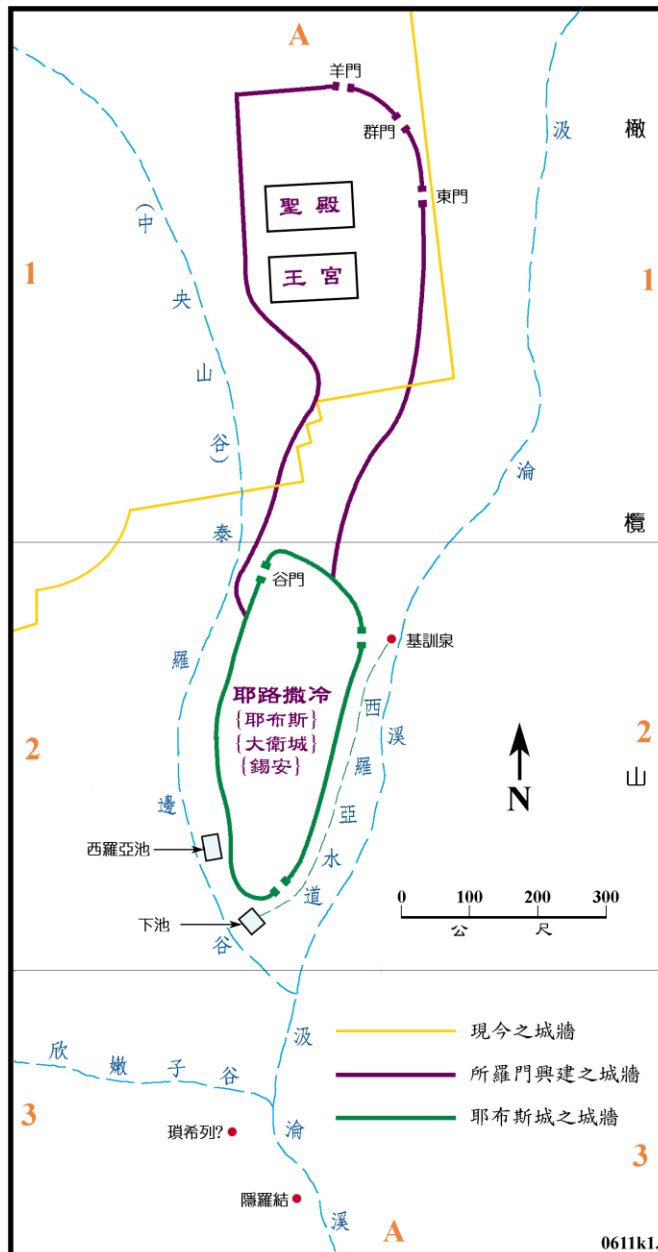 A
羊門
群門
東門
聖殿
王宮
1
1
(中央山谷)
泰羅邊谷
汲淪溪
橄欖山
谷門
基訓泉
耶路撒冷
{耶布斯}
{大衛城}
{錫安}
2
2
西羅亞水道
N
西羅亞池
下池
0 100 200 300
公尺
現今之城牆
所羅門興建之城牆
耶布斯城之城牆
欣嫩子谷
汲淪溪
3
3
瑣希列?
隱羅結
A
0611k1.